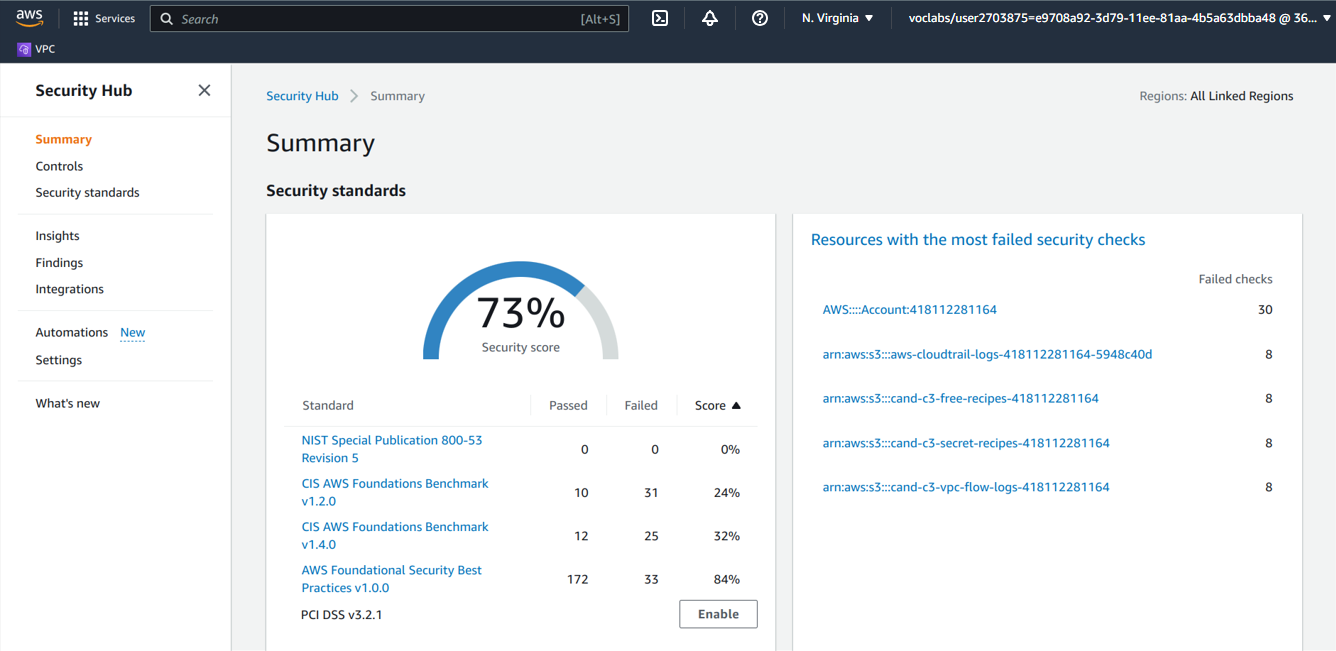 aws
Services
Search
[Alt+S]
N. Virginia
voclabs/user2703875=e9708a92-3d79-11ee-81aa-4b5a63dbba48 @ 36...
VPC
Security Hub
Summary
Controls
Security standards
Insights
Findings
Integrations
Automations New
Settings
What's new
Security Hub
Summary
Regions: All Linked Regions
Summary
Security standards
73%
Security score
Standard Passed Failed Score
NIST Special Publication 800-53
Revision 5
0 0 0%
CIS AWS Foundations Benchmark
v1.2.0
10 31 24%
CIS AWS Foundations Benchmark
v1.4.0
12 25 32%
AWS Foundational Security Best
Practices v1.0.0
172 33 84%
PCI DSS v3.2.1
Enable
Resources with the most failed security checks
Failed checks
AWS::::Account:418112281164 30
arn:aws:s3:::aws-cloudtrail-logs-418112281164-5948c40d 8
arn:aws:s3:::cand-c3-free-recipes-418112281164 8
arn:aws:s3:::cand-c3-secret-recipes-418112281164 8
arn:aws:s3:::cand-c3-vpc-flow-logs-418112281164 8